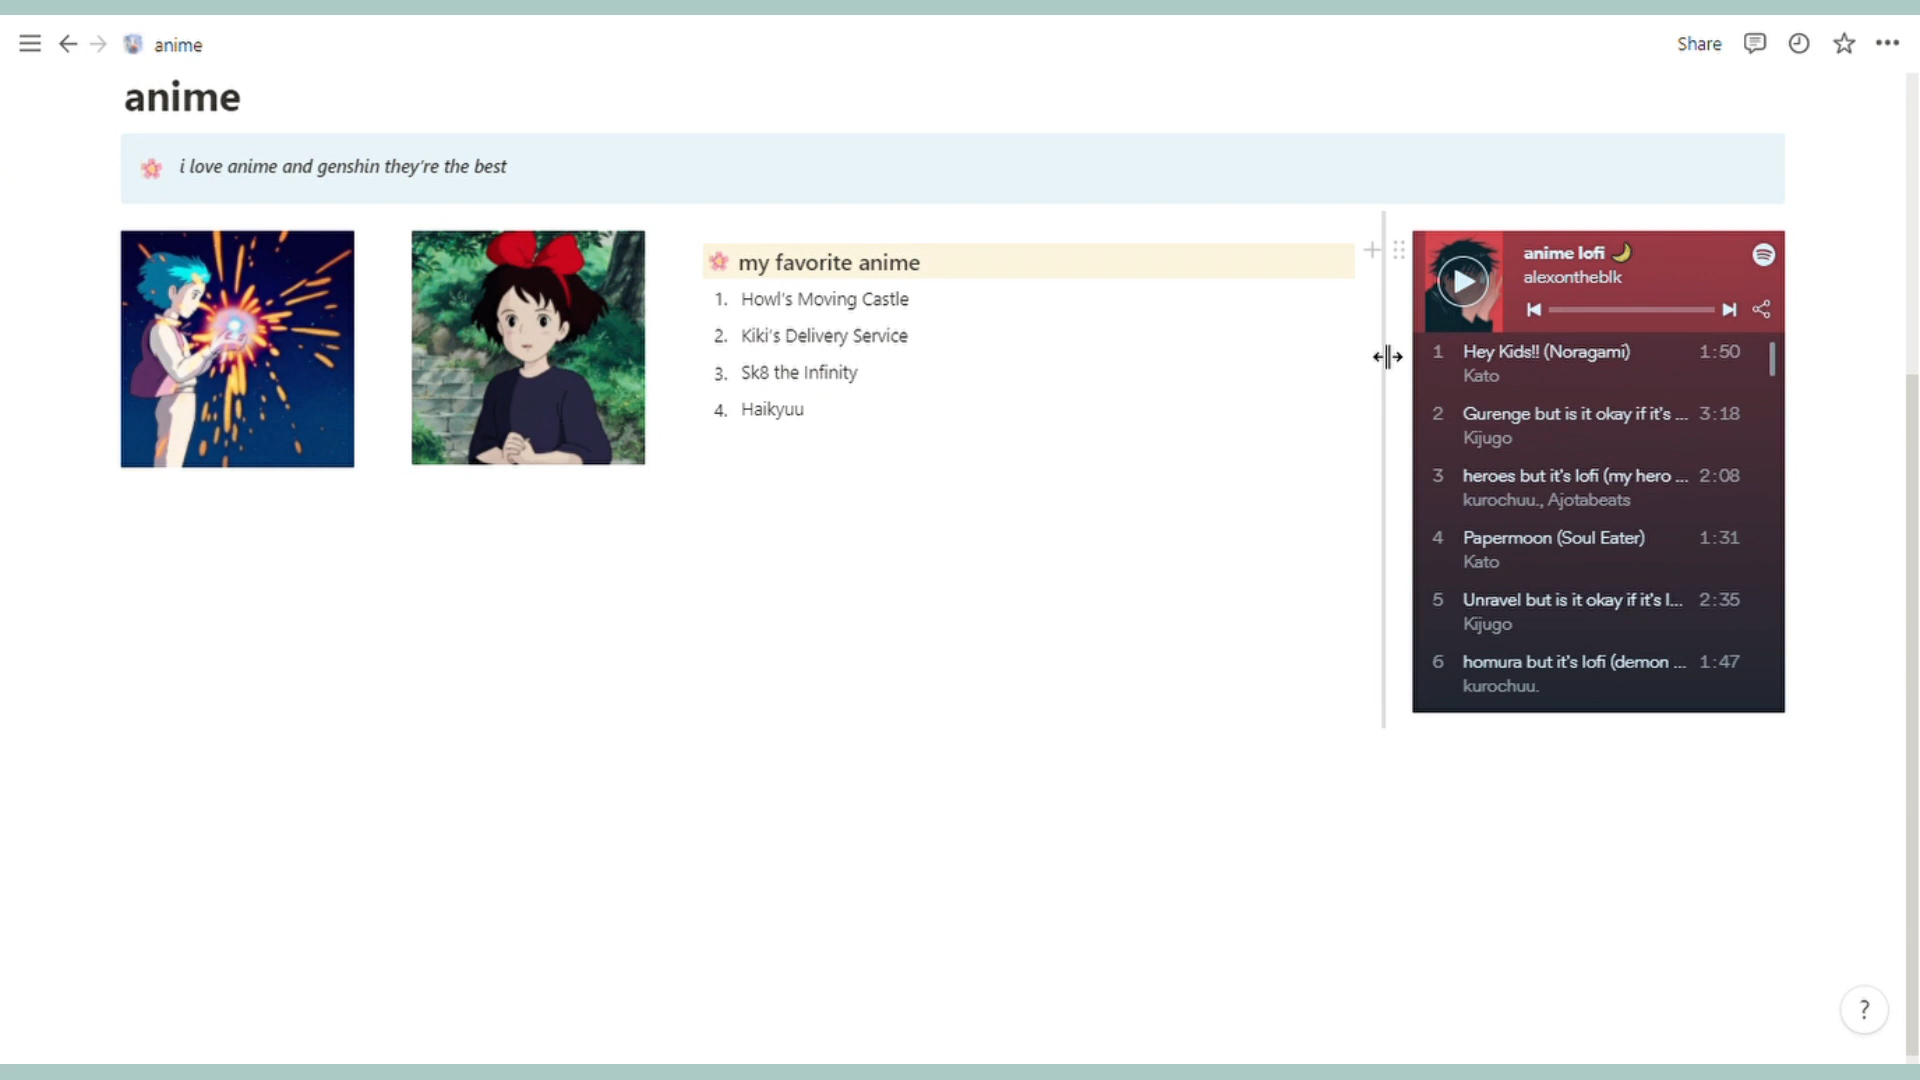 anime
Share
anime
i love anime and genshin they're the best
my favorite anime
1. Howl's Moving Castle
2. Kiki's Delivery Service
3. Sk8 the Infinity
4. Haikyuu
anime lofi 🌙
alexontheblk
1 Hey Kids!! (Noragami) 1:50
Kato
2 Gurenge but is it okay if it's ... 3:18
Kijugo
3 heroes but it's lofi (my hero ... 2:08
kurochuu., Ajotabeats
4 Papermoon (Soul Eater) 1:31
Kato
5 Unravel but is it okay if it's l... 2:35
Kijugo
6 homura but it's lofi (demon ... 1:47
kurochuu.
?